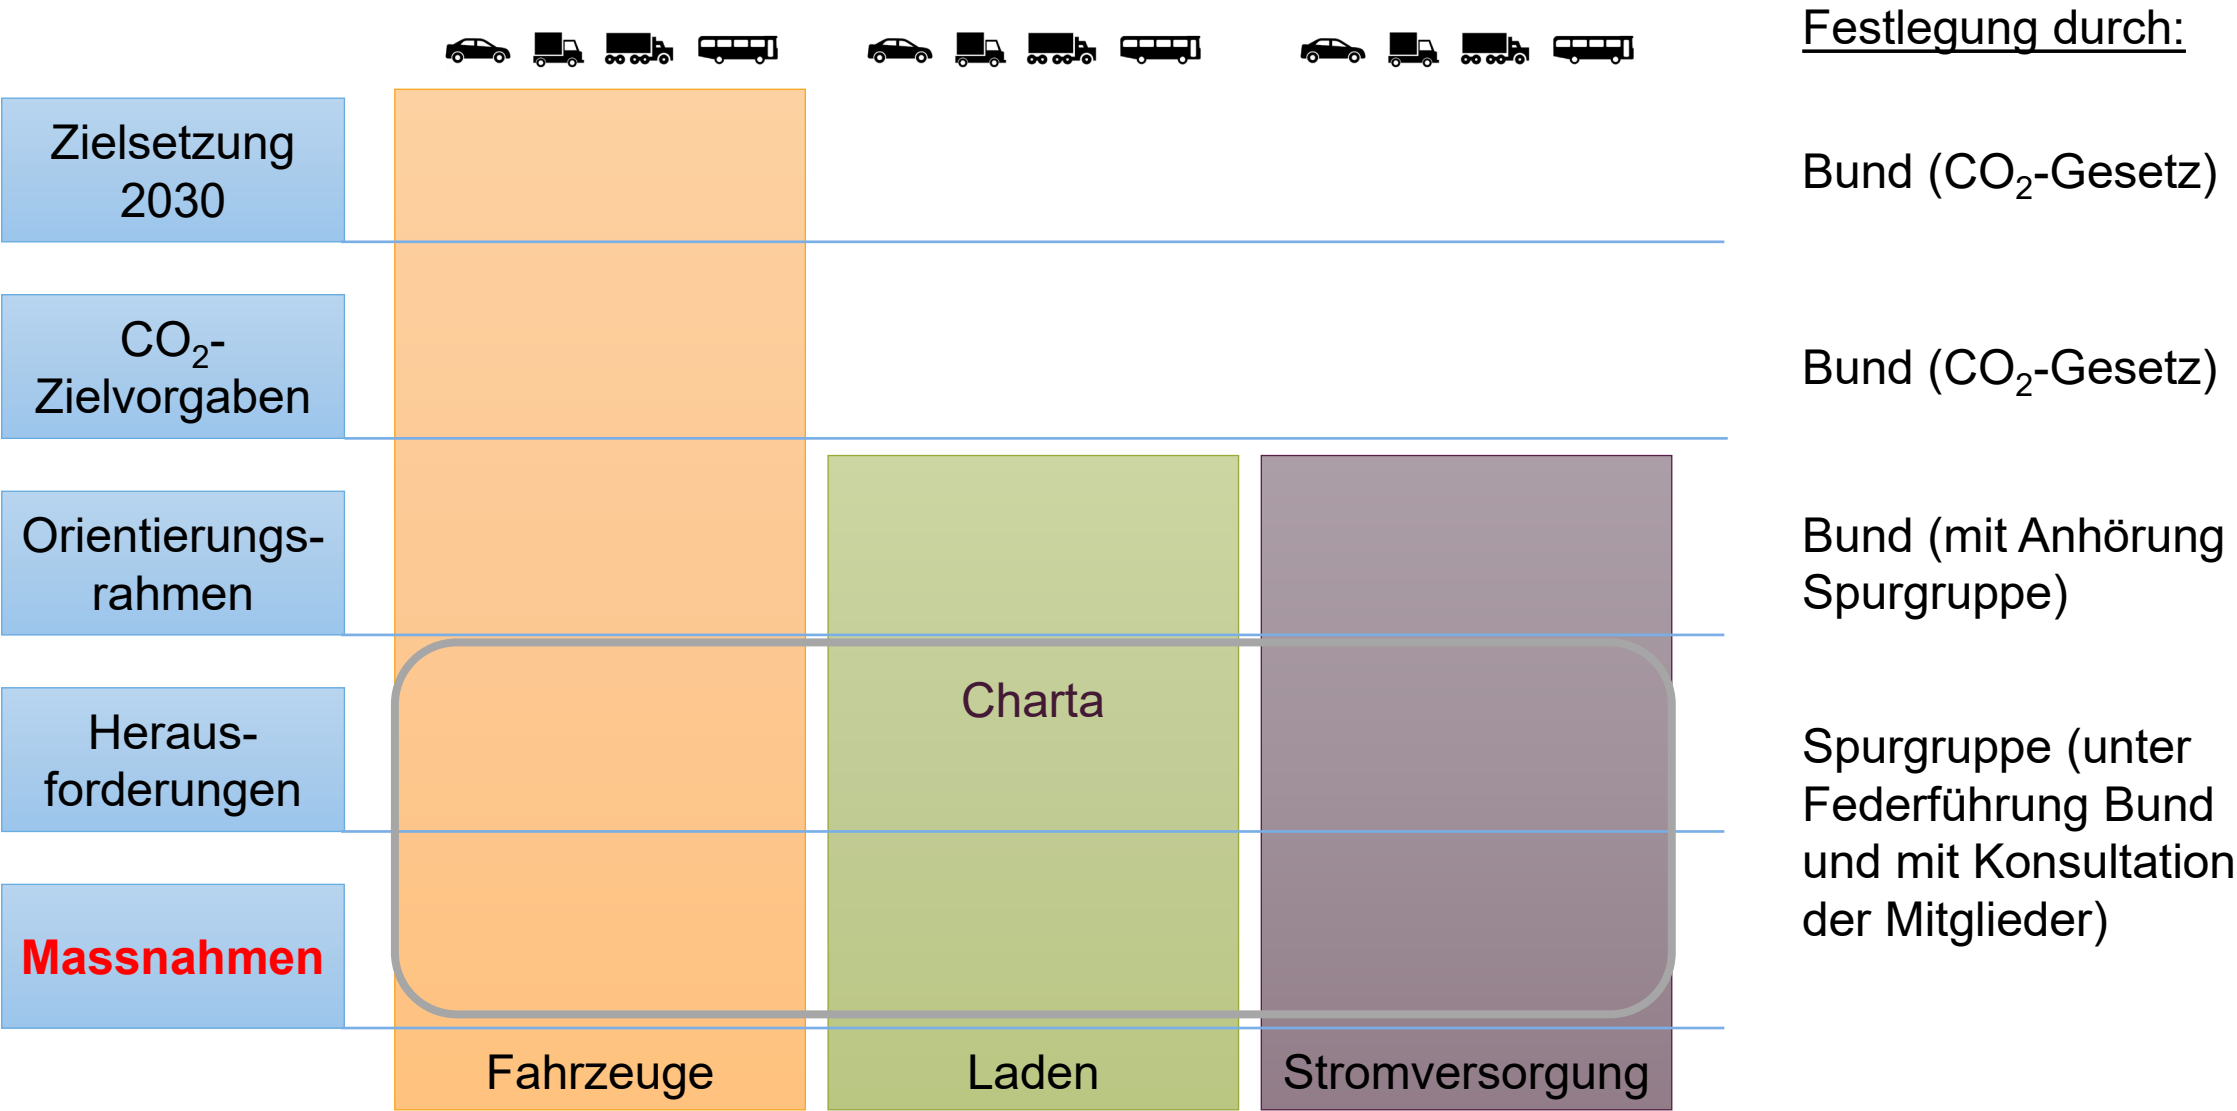 Festlegung durch:
Zielsetzung
2030
Bund (CO₂-Gesetz)
CO₂-
Zielvorgaben
Bund (CO₂-Gesetz)
Orientierungs-
rahmen
Bund (mit Anhörung
Spurgruppe)
Charta
Heraus-
forderungen
Spurgruppe (unter
Federführung Bund
und mit Konsultation
der Mitglieder)
Massnahmen
Fahrzeuge
Laden
Stromversorgung